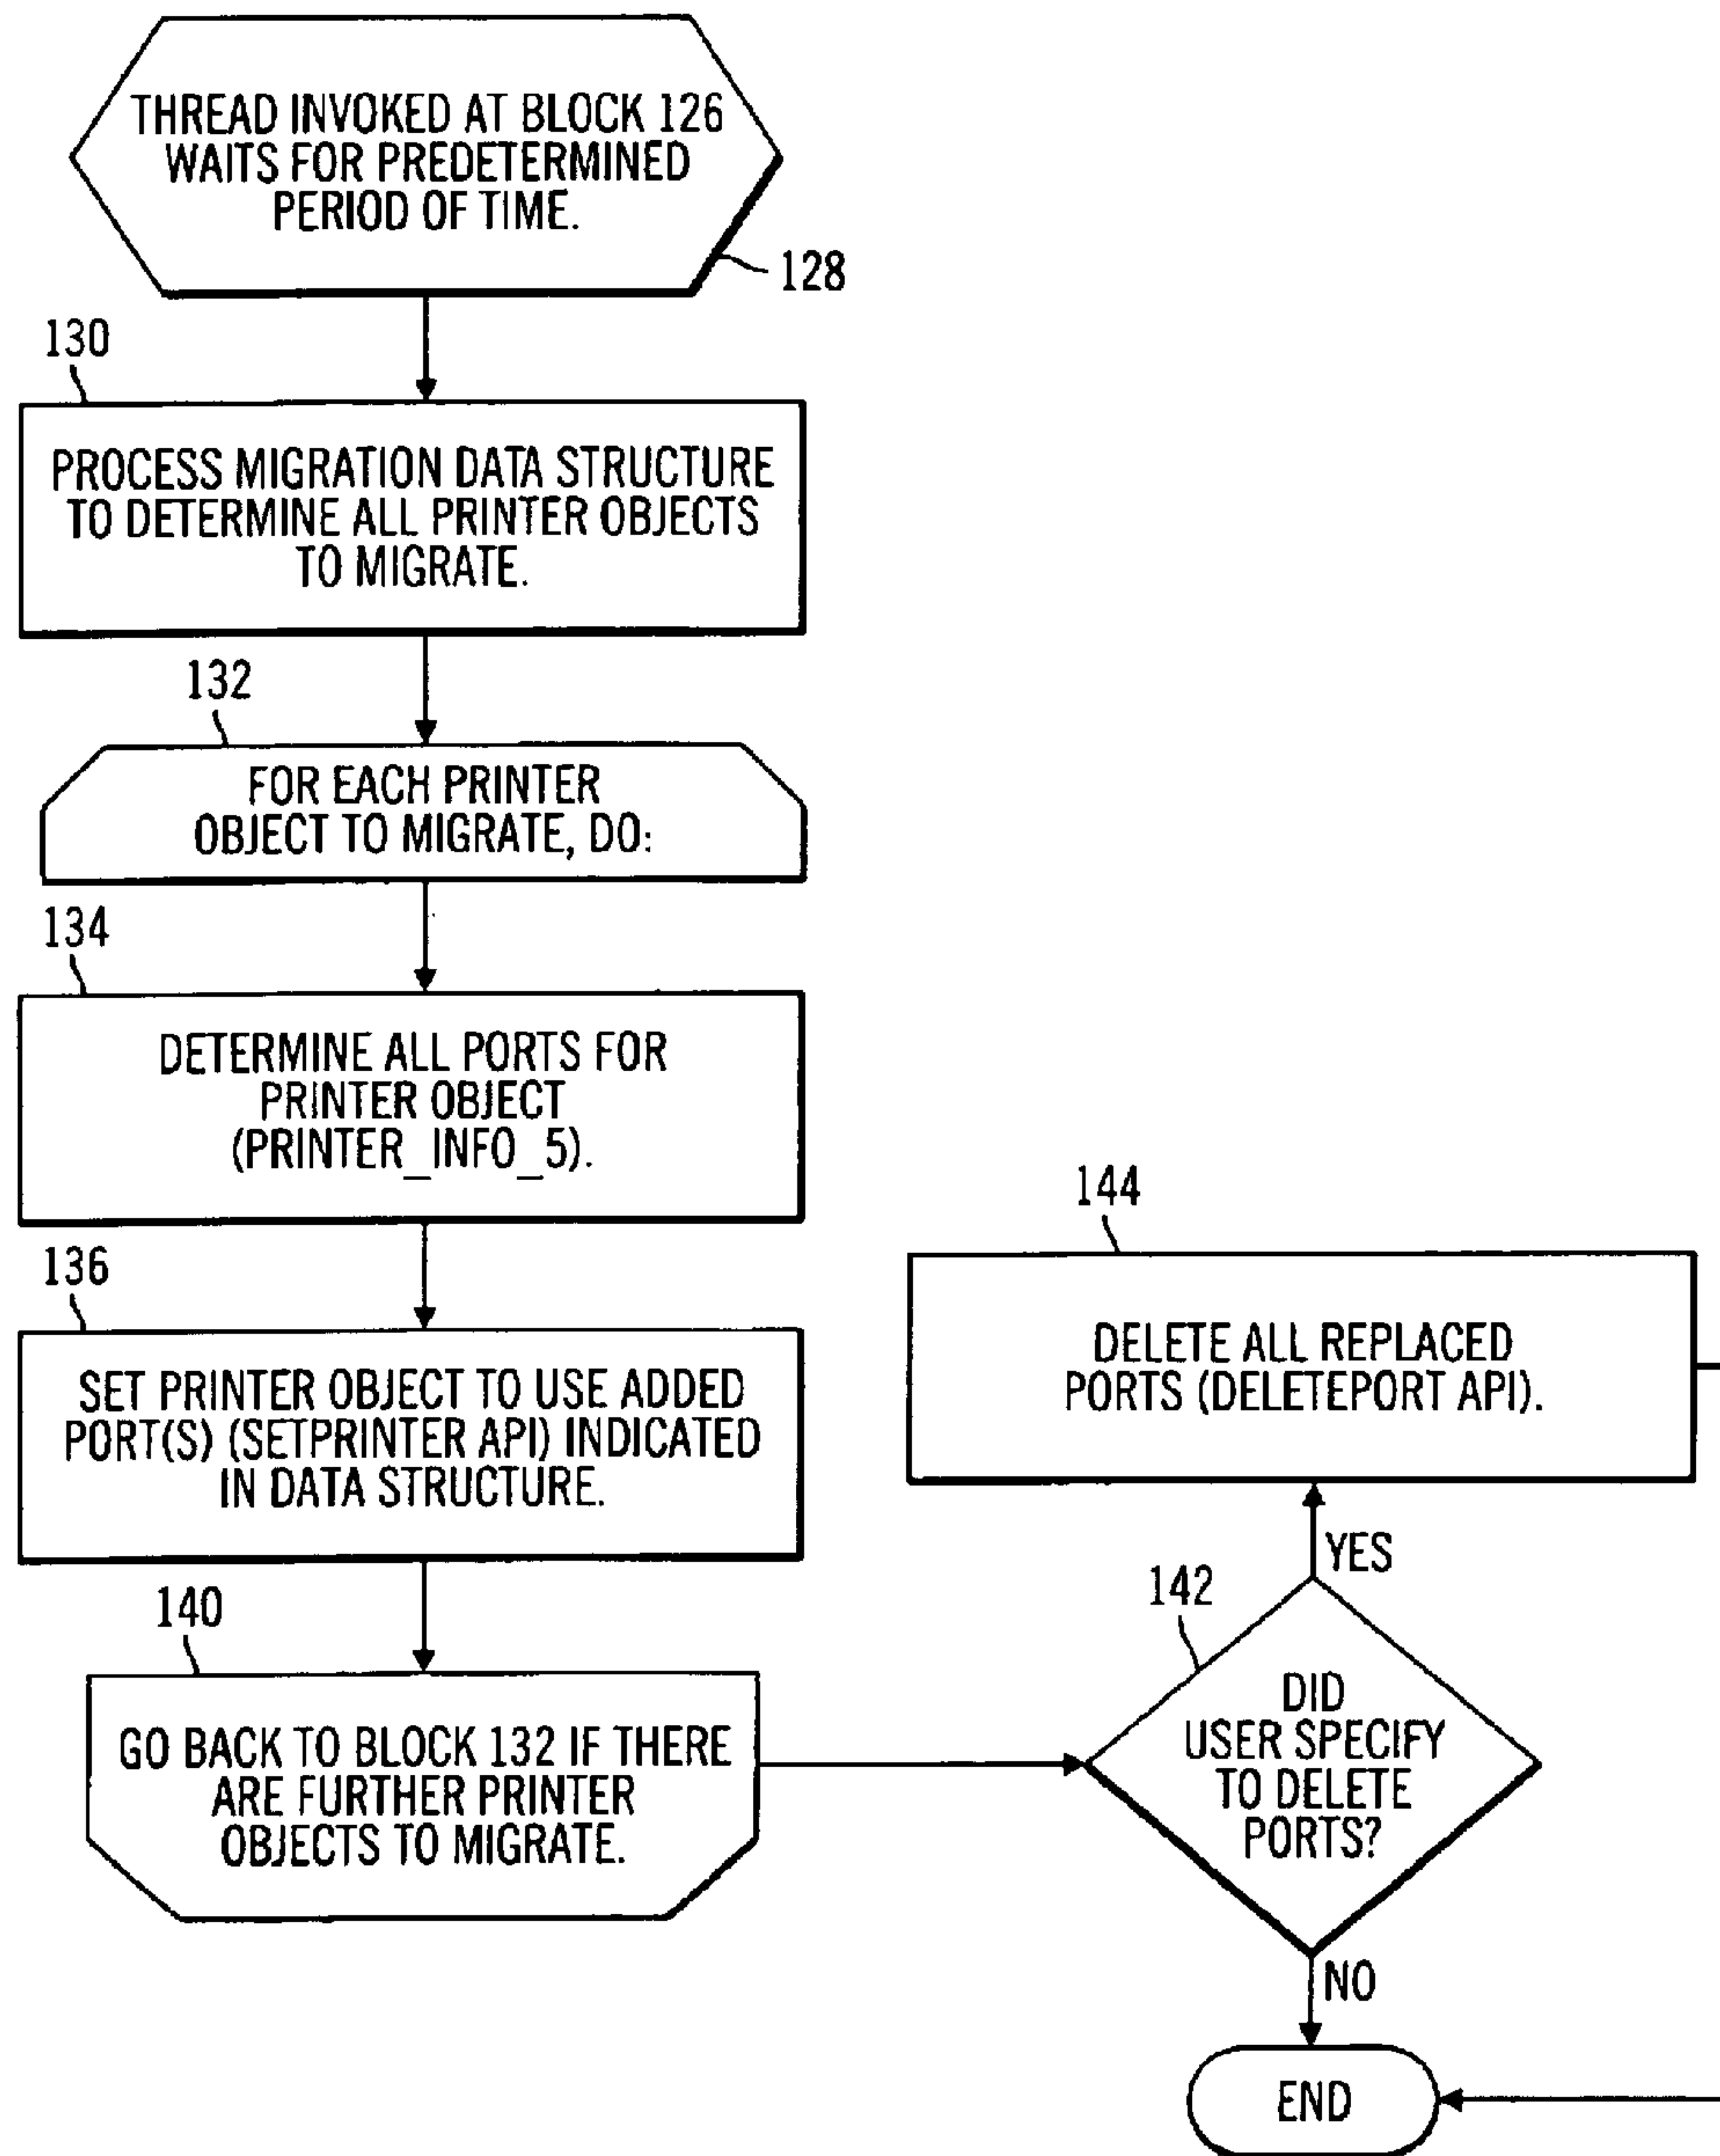 THREAD INVOKED AT BLOCK 126
WAITS FOR PREDETERMINED
PERIOD OF TIME.
128
130
PROCESS MIGRATION DATA STRUCTURE
TO DETERMINE ALL PRINTER OBJECTS
TO MIGRATE.
132
FOR EACH PRINTER
OBJECT TO MIGRATE, DO:
134
DETERMINE ALL PORTS FOR
PRINTER OBJECT
(PRINTER_INFO_5).
136
SET PRINTER OBJECT TO USE ADDED
PORT(S) (SETPRINTER API) INDICATED
IN DATA STRUCTURE.
140
GO BACK TO BLOCK 132 IF THERE
ARE FURTHER PRINTER
OBJECTS TO MIGRATE.
144
DELETE ALL REPLACED
PORTS (DELETEPORT API).
YES
142
DID
USER SPECIFY
TO DELETE
PORTS?
NO
END